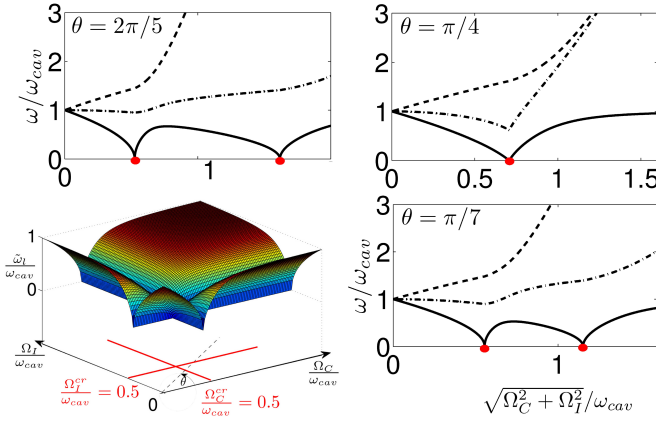 θ = 2π/5
ω/ω_cav
3
2
1
0
0
1
θ = π/4
3
2
1
0
0
0.5
1
1.5
1
0
ω̃_l/ω_cav
Ω_I/ω_cav
Ω_I^cr/ω_cav = 0.5
θ
0
Ω_C^cr/ω_cav = 0.5
Ω_C/ω_cav
θ = π/7
ω/ω_cav
3
2
1
0
0
1
√(Ω_C^2 + Ω_I^2)/ω_cav